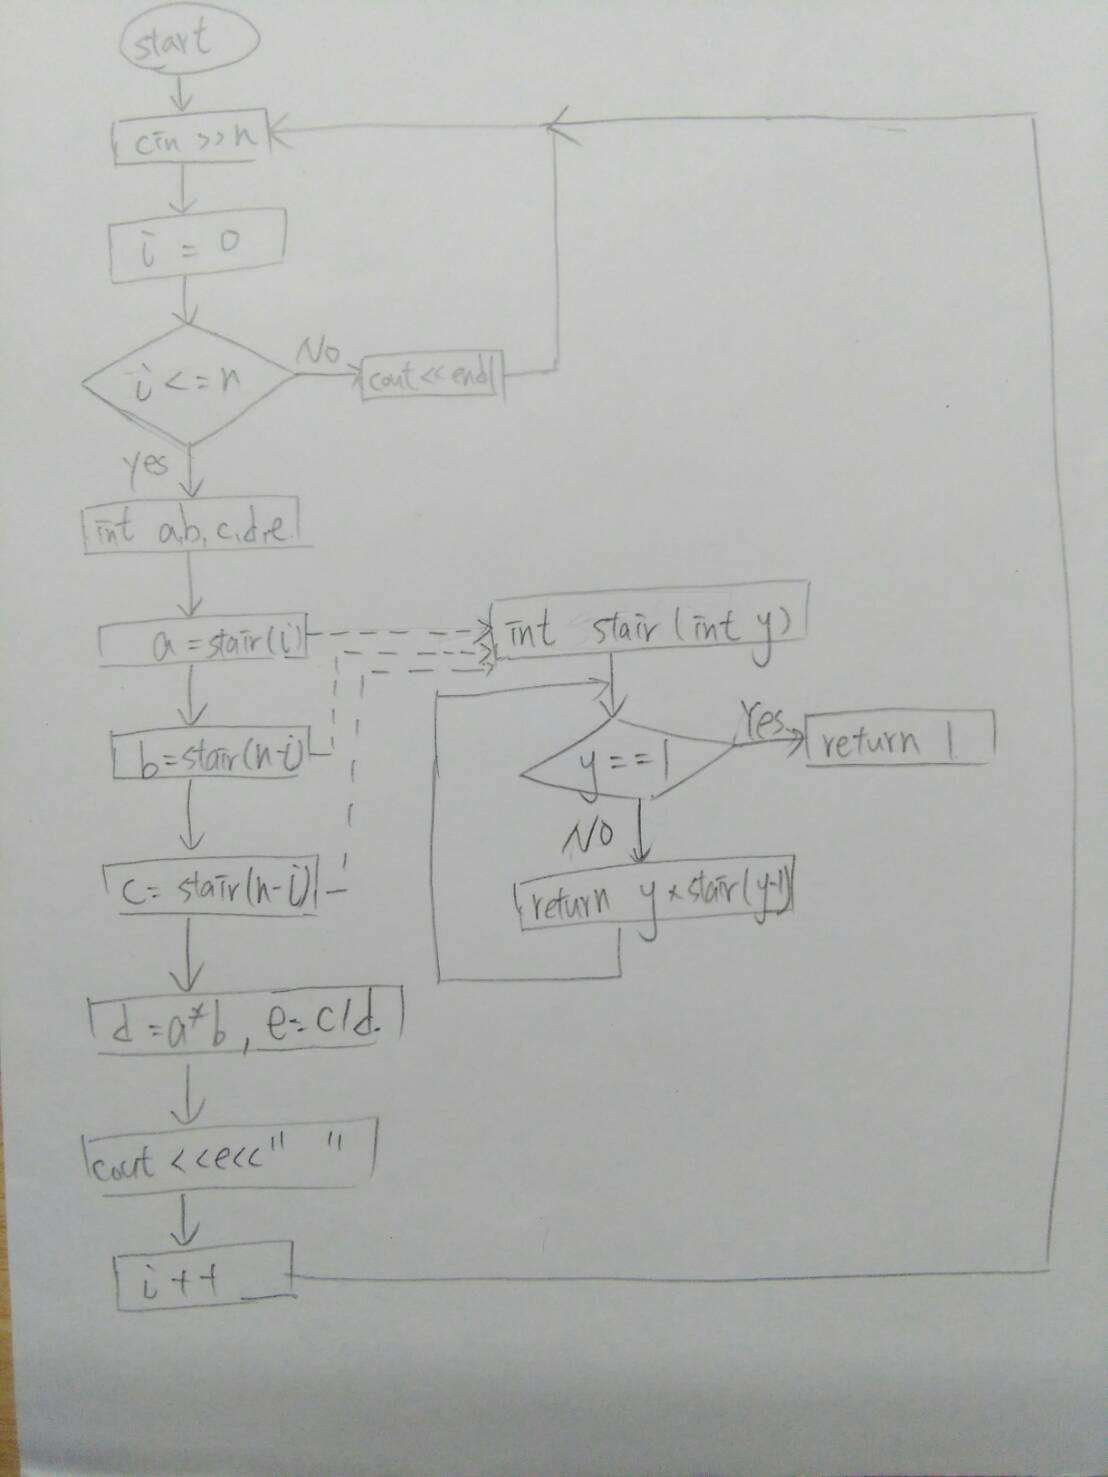 start
cin >> n
i = 0
i <= n
No
cout << endl
yes
int a,b,c,d,e.
a = stair(i)
b=stair(n-i)
c= stair(n-i)
d =a*b, e=c/d.
cout <<e<<"  "
i++
int stair(int y)
y==1
Yes
return 1
NO
return y × stair(y-1)